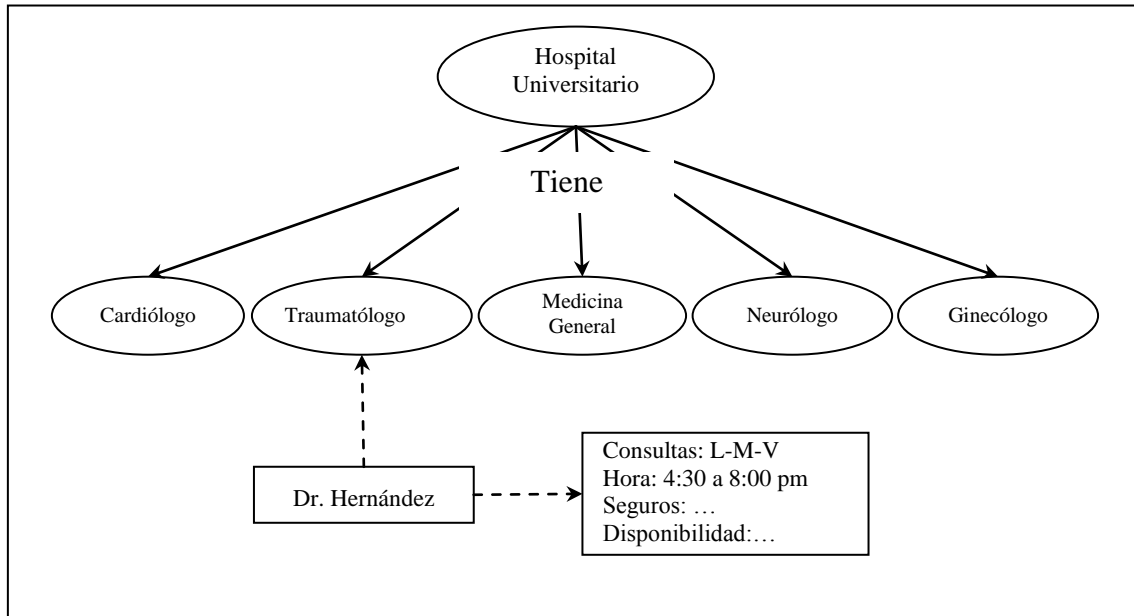 Hospital
Universitario
Tiene
Cardiólogo
Traumatólogo
Medicina
General
Neurólogo
Ginecólogo
Dr. Hernández
Consultas: L-M-V
Hora: 4:30 a 8:00 pm
Seguros: …
Disponibilidad:…